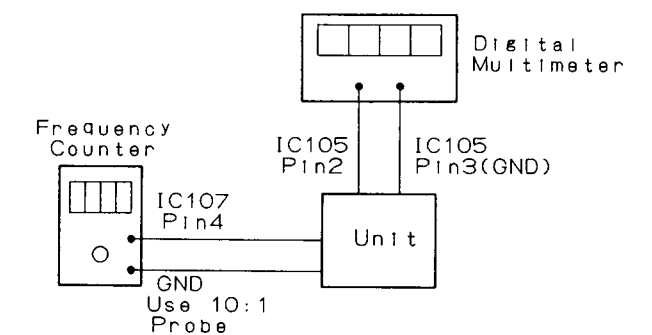 Digital
Multimeter
Frequency
Counter
IC105
Pin2
IC105
Pin3(GND)
IC107
Pin4
Unit
GND
Use 10:1
Probe